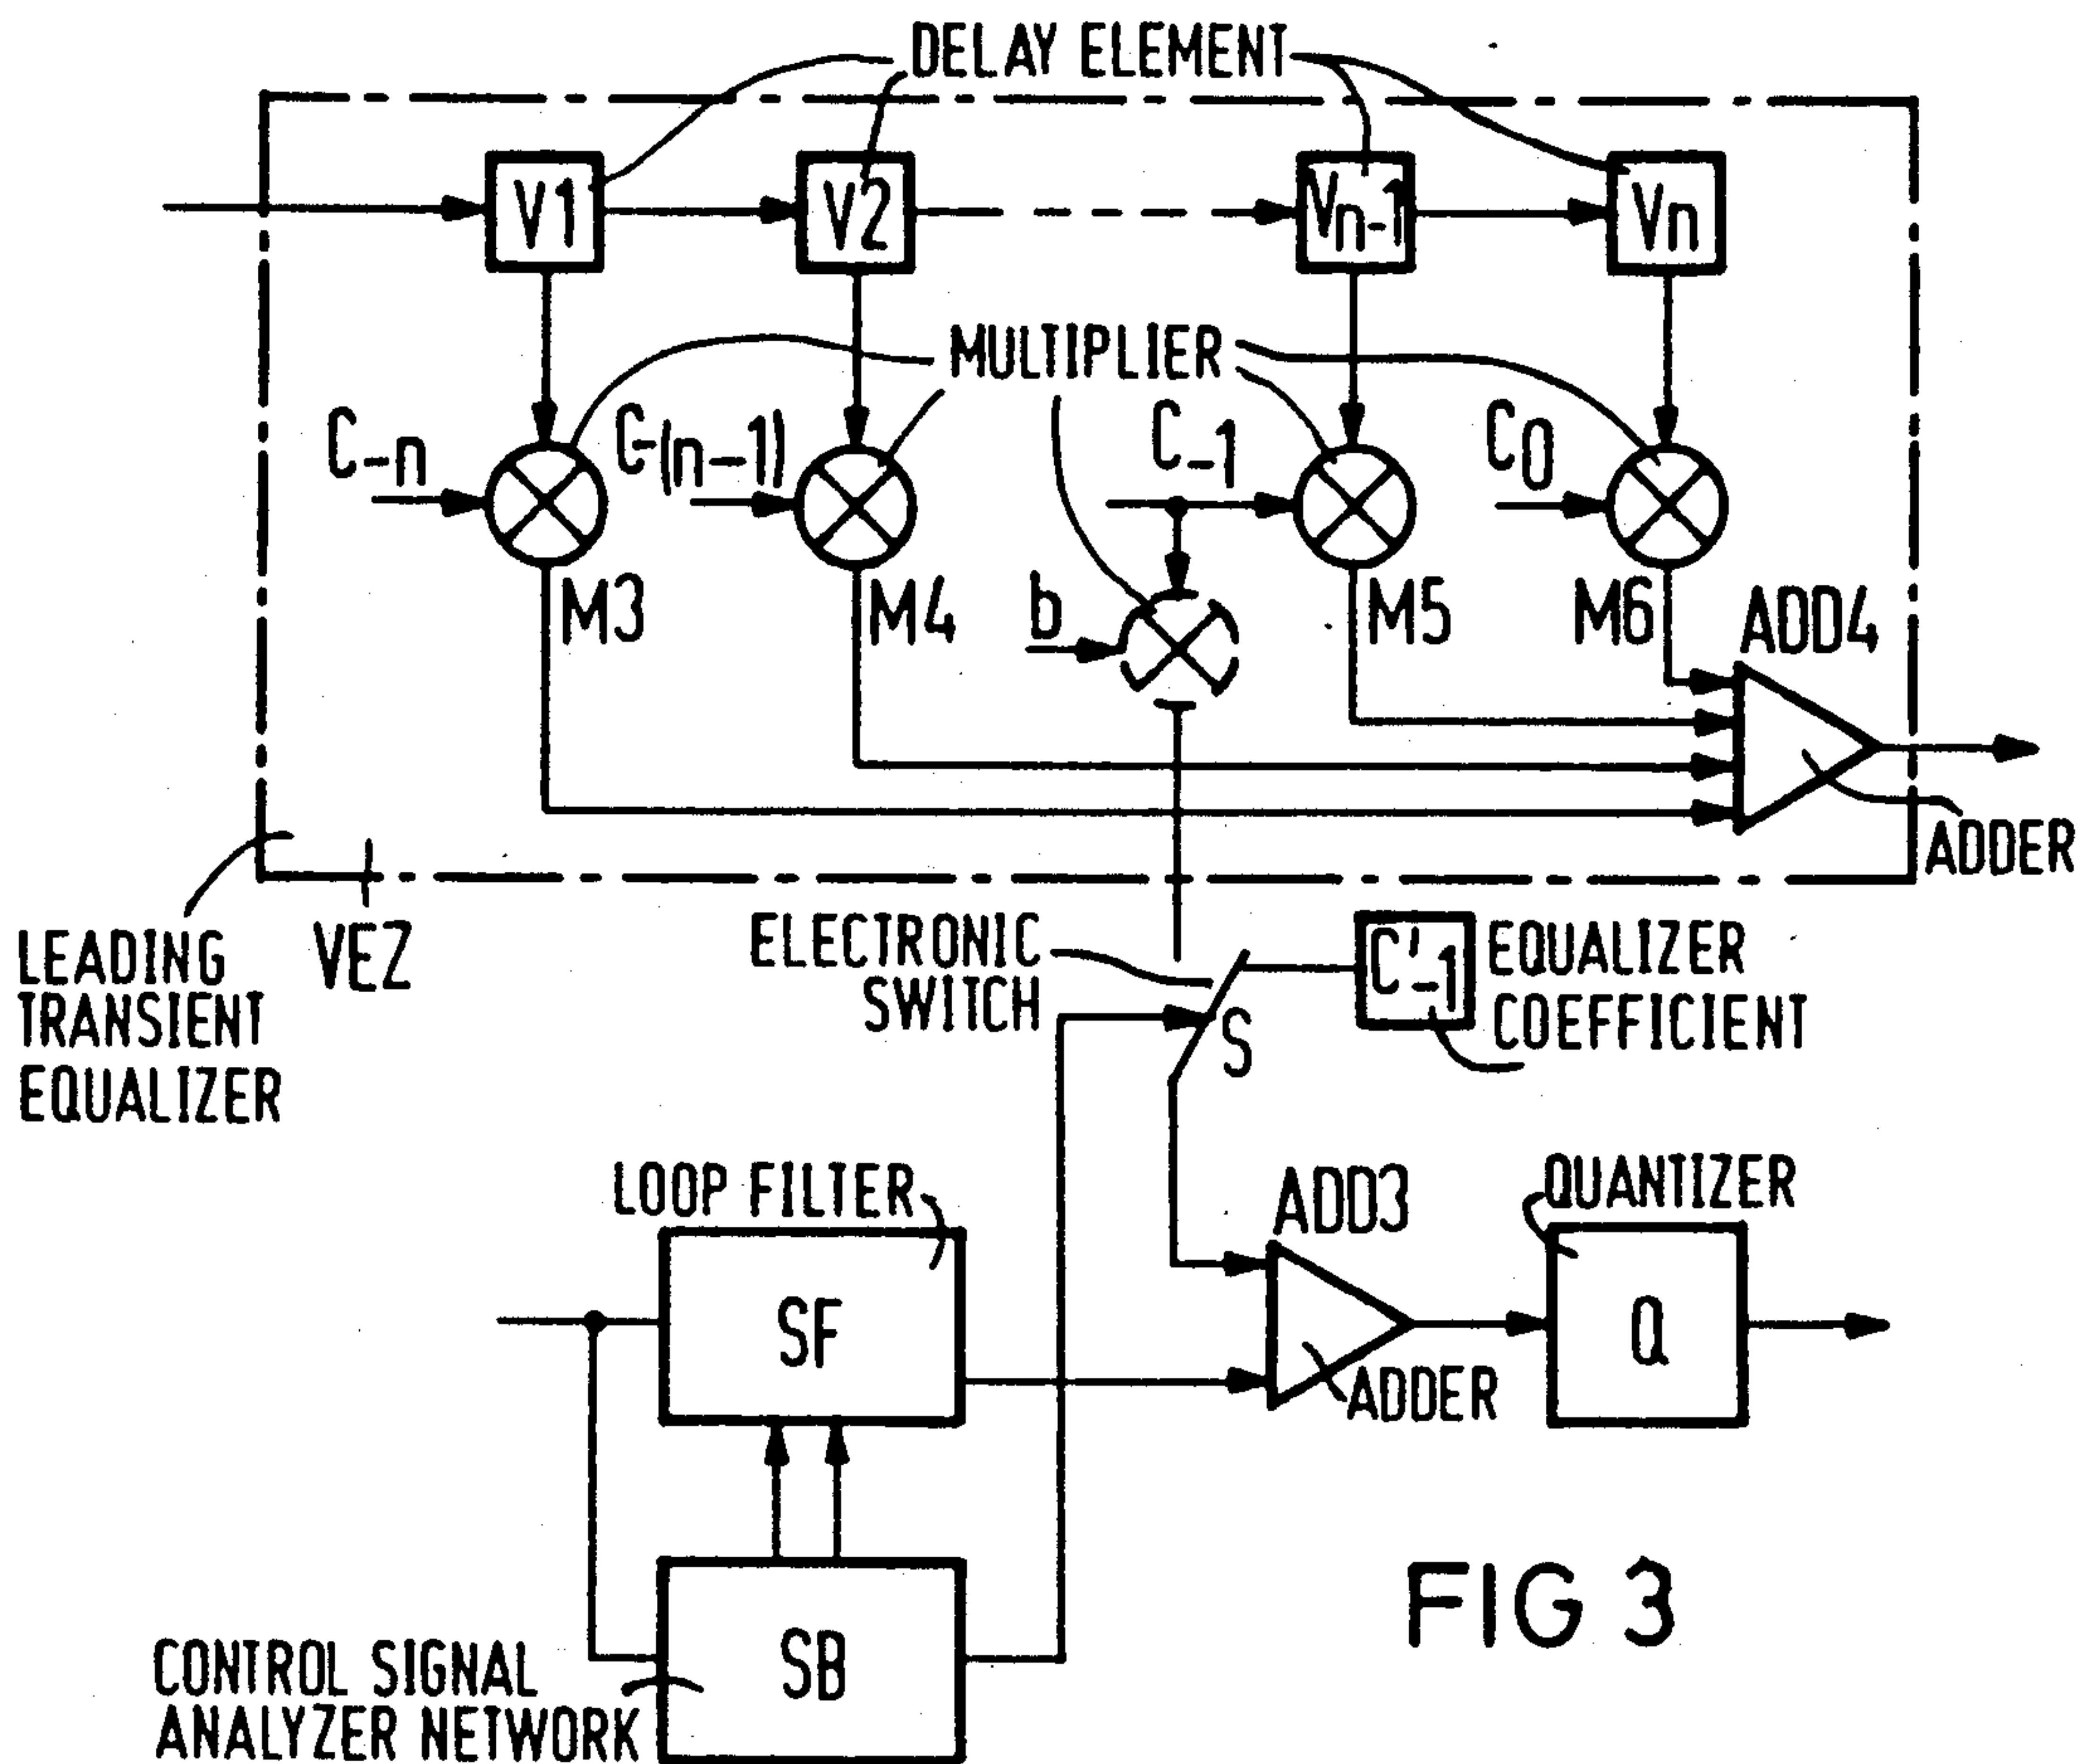 DELAY ELEMENT
V1 V2 Vn-1 Vn
MULTIPLIER
C-n C-(n-1) C-1 C0
M3 M4 b M5 M6 ADD4
ADDER
LEADING
TRANSIENT
EQUALIZER
VEZ
ELECTRONIC
SWITCH
S
C'-1
EQUALIZER
COEFFICIENT
LOOP FILTER
ADD3
QUANTIZER
SF
Q
ADDER
CONTROL SIGNAL
ANALYZER NETWORK
SB
FIG 3